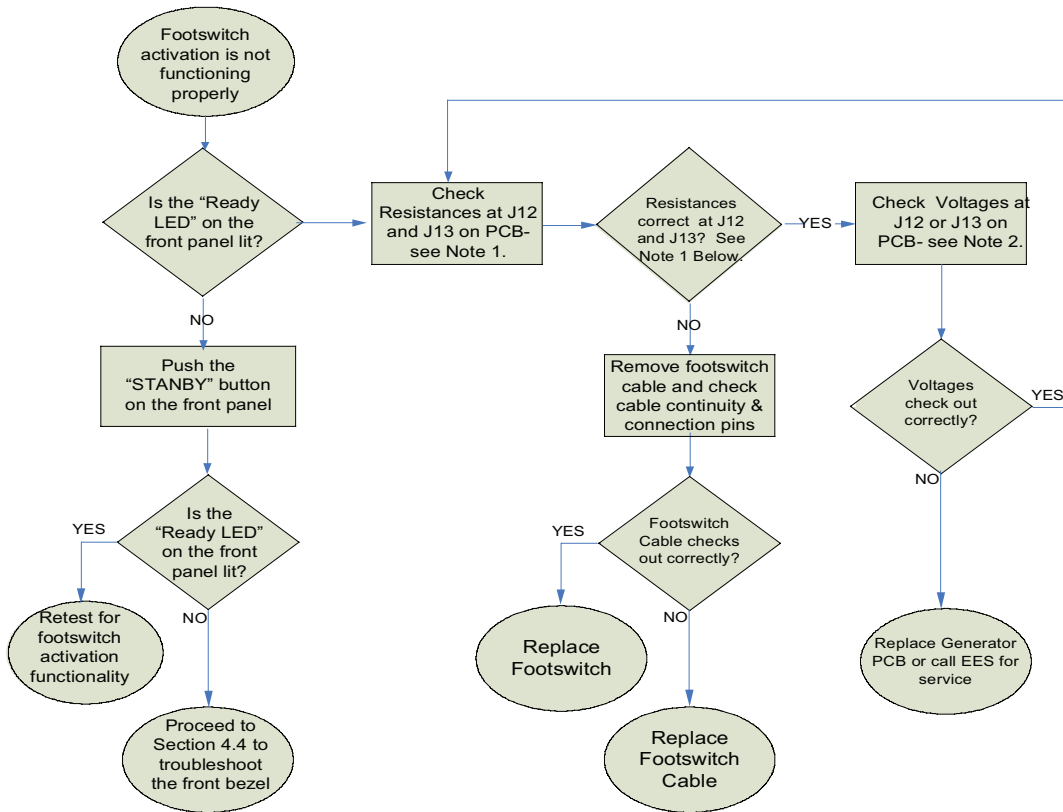 Footswitch
activation is not
functioning
properly
Is the “Ready
LED” on the
front panel lit?
NO
Push the
“STANBY” button
on the front panel
Is the
“Ready LED”
on the front
panel lit?
YES
Retest for
footswitch
activation
functionality
NO
Proceed to
Section 4.4 to
troubleshoot
the front bezel
Check
Resistances at J12
and J13 on PCB-
see Note 1.
Resistances
correct at J12
and J13? See
Note 1 Below.
YES
NO
Remove footswitch
cable and check
cable continuity &
connection pins
Footswitch
Cable checks
out correctly?
YES
Replace
Footswitch
NO
Replace
Footswitch
Cable
Check Voltages at
J12 or J13 on
PCB- see Note 2.
Voltages
check out
correctly?
YES
NO
Replace Generator
PCB or call EES for
service